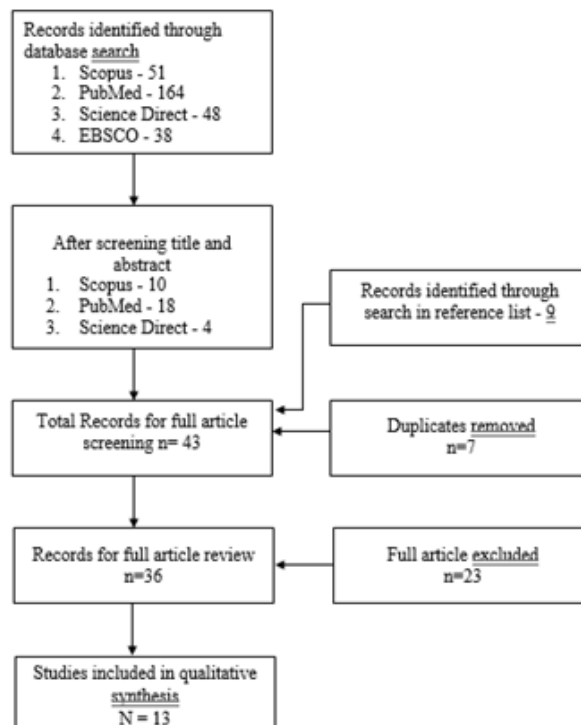 Records identified through
database search
1. Scopus - 51
2. PubMed - 164
3. Science Direct - 48
4. EBSCO - 38
After screening title and
abstract
1. Scopus - 10
2. PubMed - 18
3. Science Direct - 4
Records identified through
search in reference list - 9
Total Records for full article
screening n= 43
Duplicates removed
n=7
Records for full article review
n=36
Full article excluded
n=23
Studies included in qualitative
synthesis
N = 13